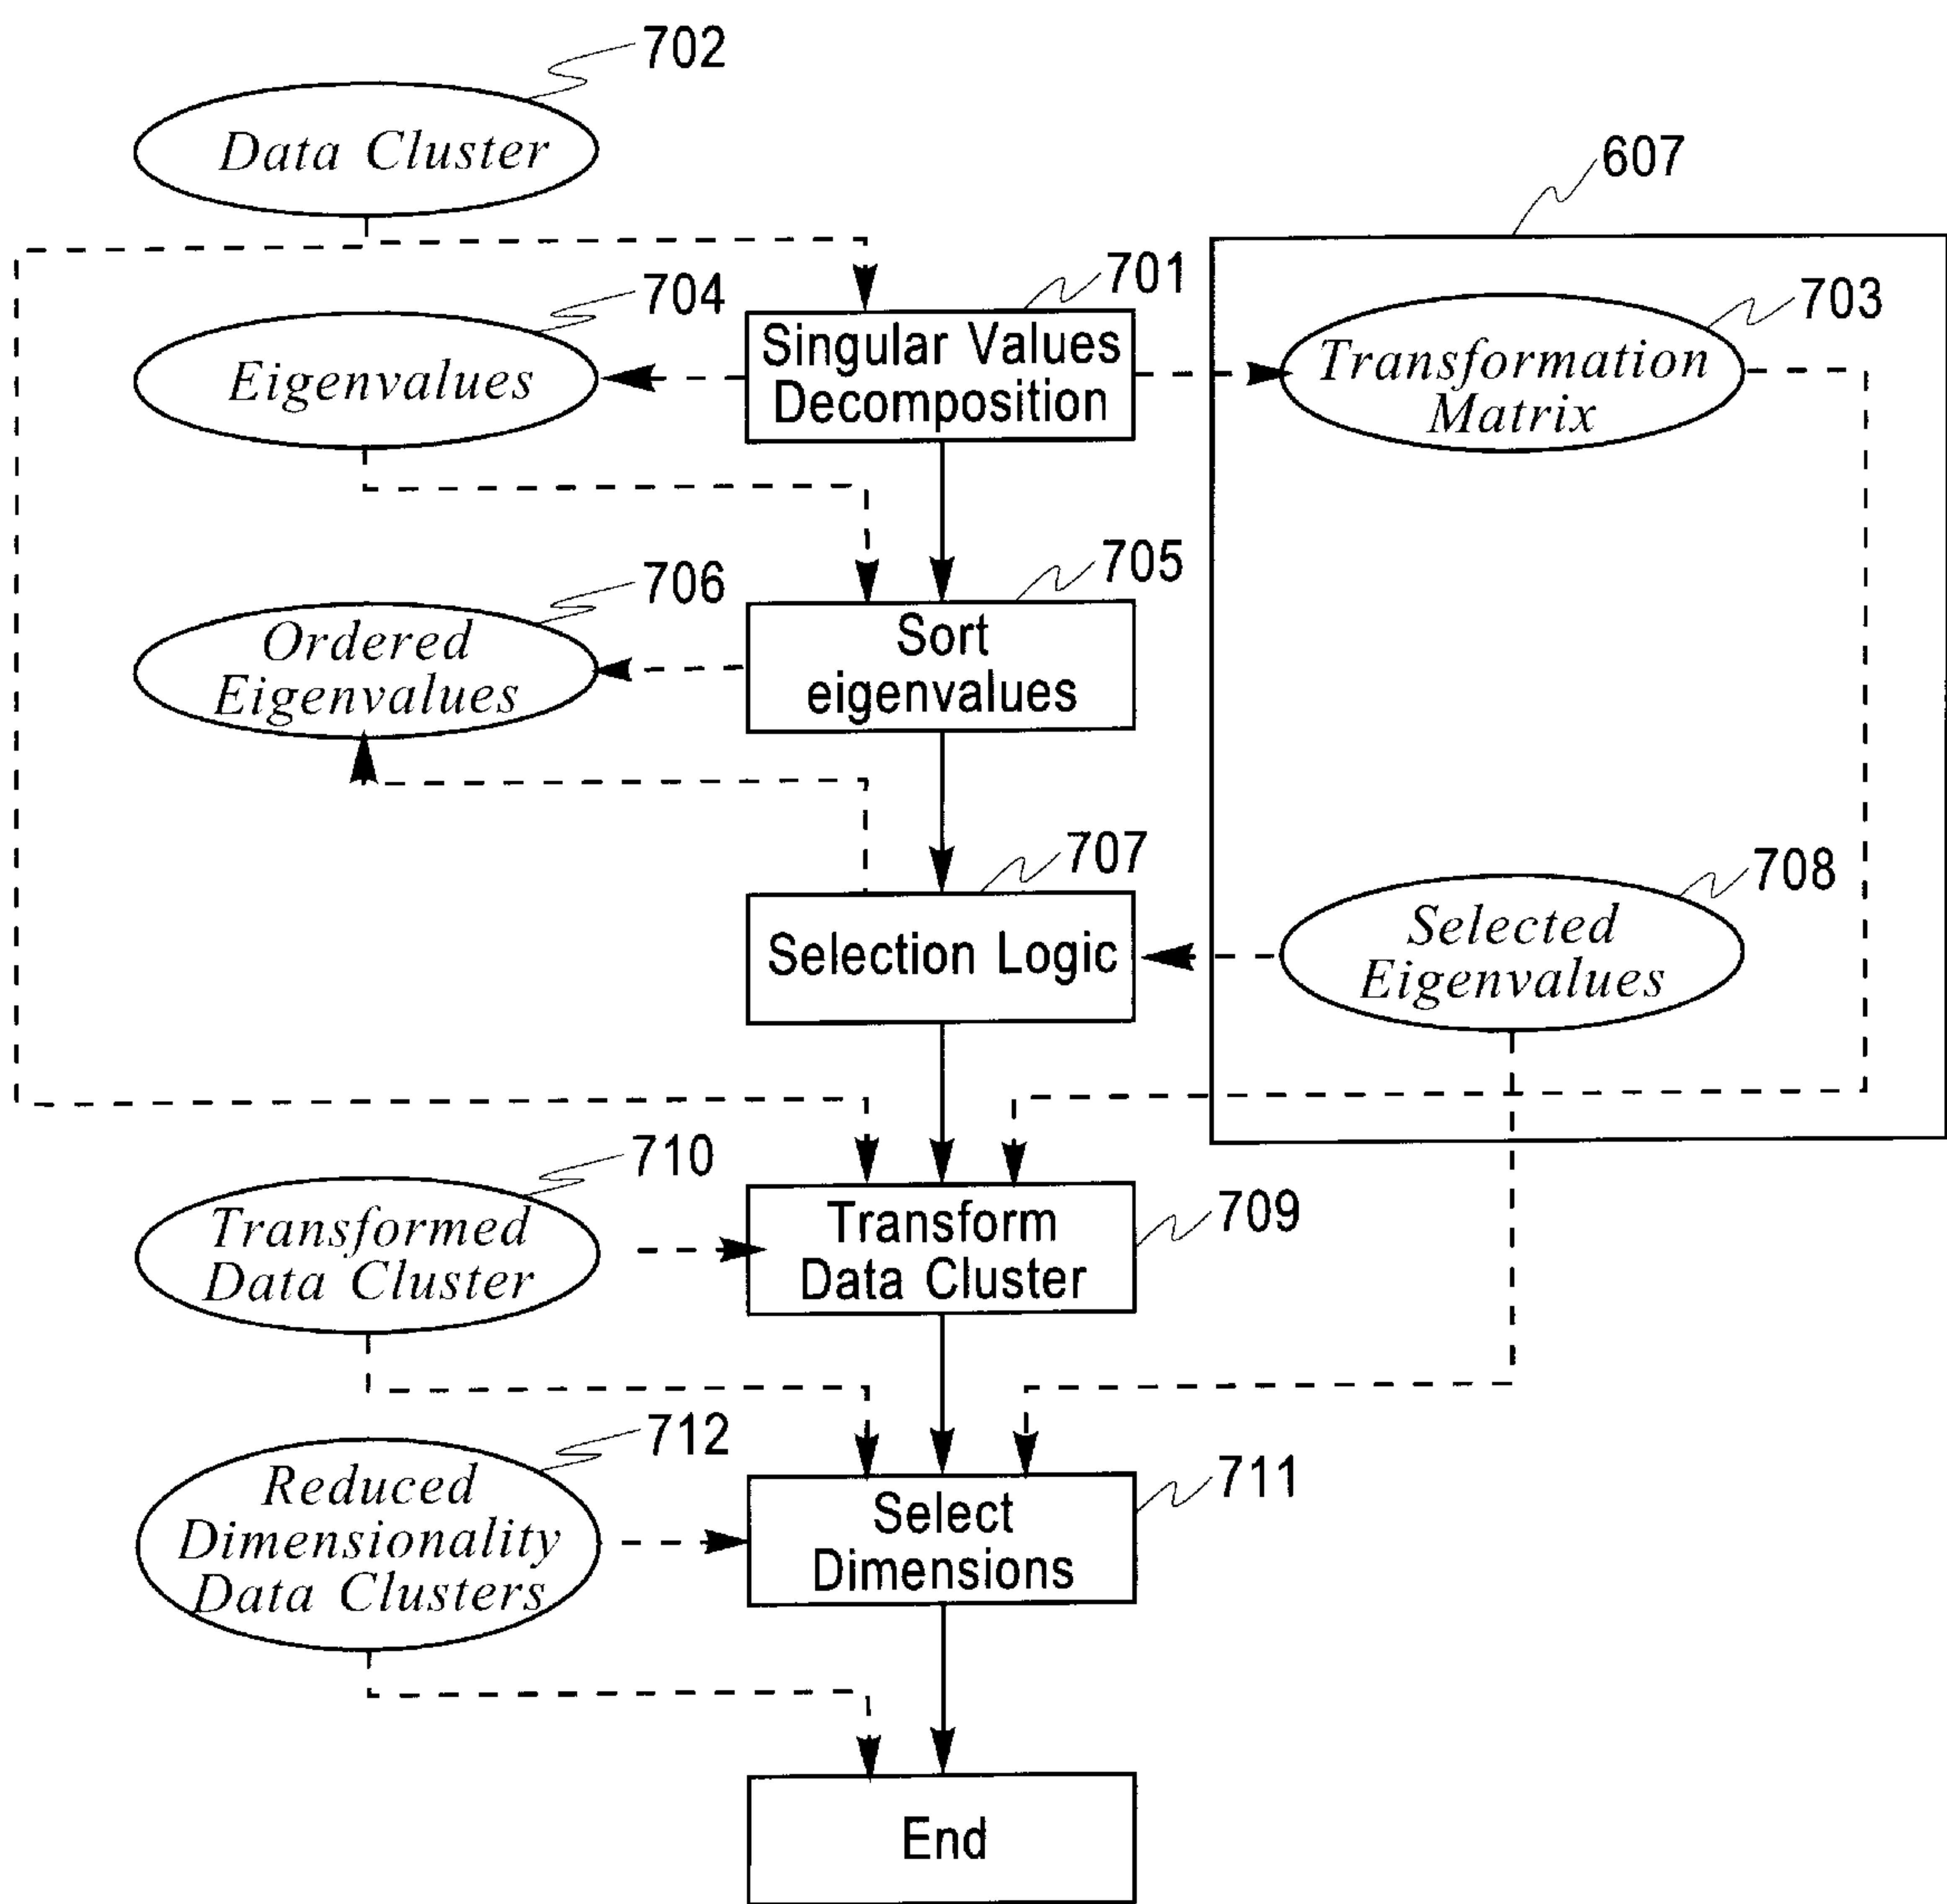 702
Data Cluster
607
704
701
703
Eigenvalues
Singular Values
Decomposition
Transformation
Matrix
706
705
Ordered
Eigenvalues
Sort
eigenvalues
707
708
Selection Logic
Selected
Eigenvalues
710
709
Transformed
Data Cluster
Transform
Data Cluster
712
711
Reduced
Dimensionality
Data Clusters
Select
Dimensions
End